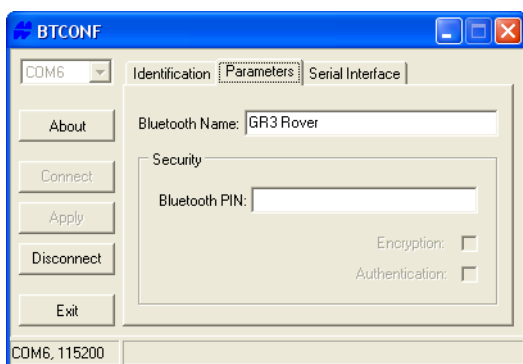 BTCONF
COM6
Identification Parameters Serial Interface
About
Bluetooth Name: GR3 Rover
Security
Connect
Bluetooth PIN:
Apply
Encryption:
Disconnect
Authentication:
Exit
COM6, 115200